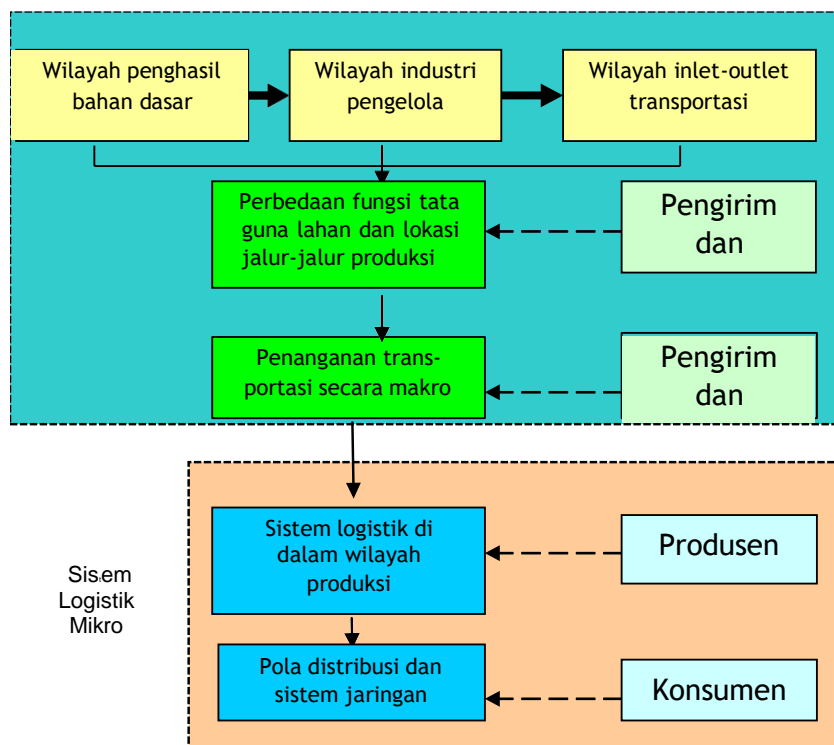 Wilayah penghasil
bahan dasar
Wilayah industri
pengelola
Wilayah inlet-outlet
transportasi
Perbedaan fungsi tata
guna lahan dan lokasi
jalur-jalur produksi
Pengirim
dan
Penanganan trans-
portasi secara makro
Pengirim
dan
Sistem logistik di
dalam wilayah
produksi
Produsen
Sistem
Logistik
Mikro
Pola distribusi dan
sistem jaringan
Konsumen